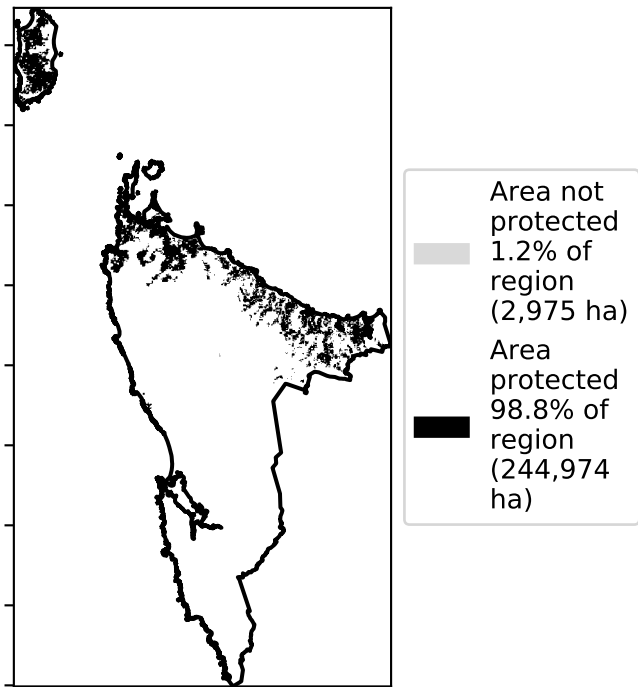 Area not
protected
1.2% of
region
(2,975 ha)
Area
protected
98.8% of
region
(244,974
ha)